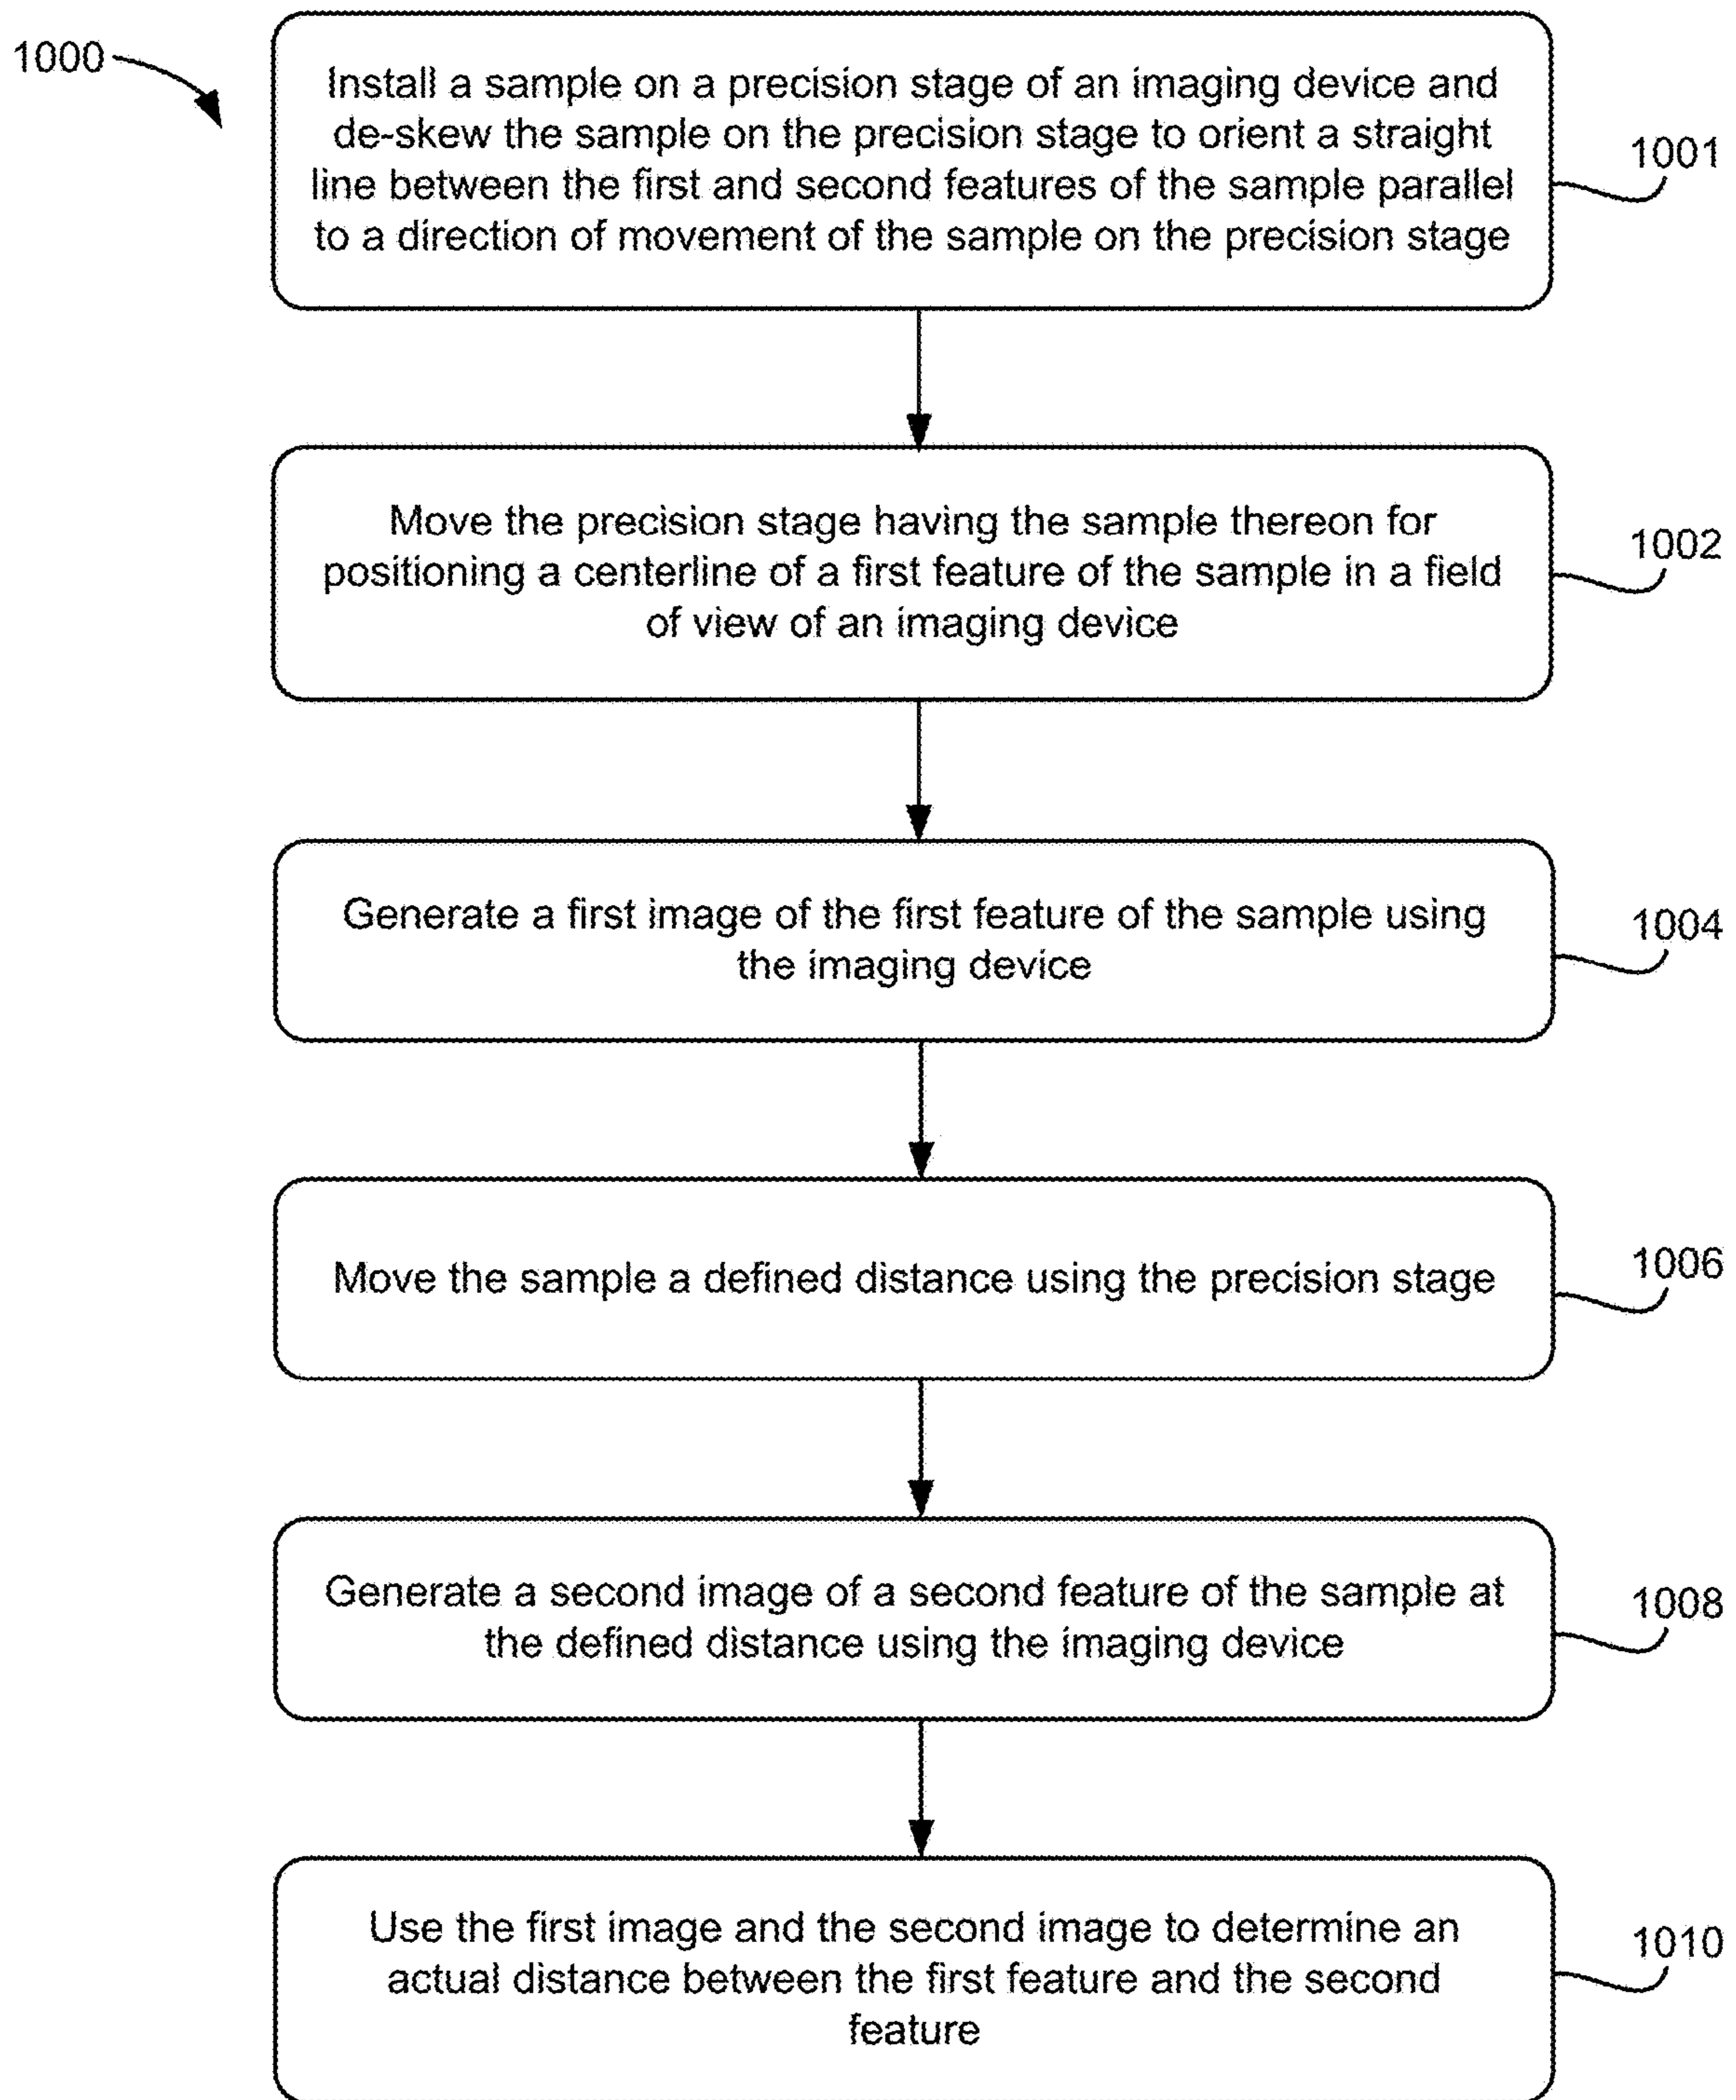 1000
Install a sample on a precision stage of an imaging device and
de-skew the sample on the precision stage to orient a straight
line between the first and second features of the sample parallel
to a direction of movement of the sample on the precision stage
1001
Move the precision stage having the sample thereon for
positioning a centerline of a first feature of the sample in a field
of view of an imaging device
1002
Generate a first image of the first feature of the sample using
the imaging device
1004
Move the sample a defined distance using the precision stage
1006
Generate a second image of a second feature of the sample at
the defined distance using the imaging device
1008
Use the first image and the second image to determine an
actual distance between the first feature and the second
feature
1010